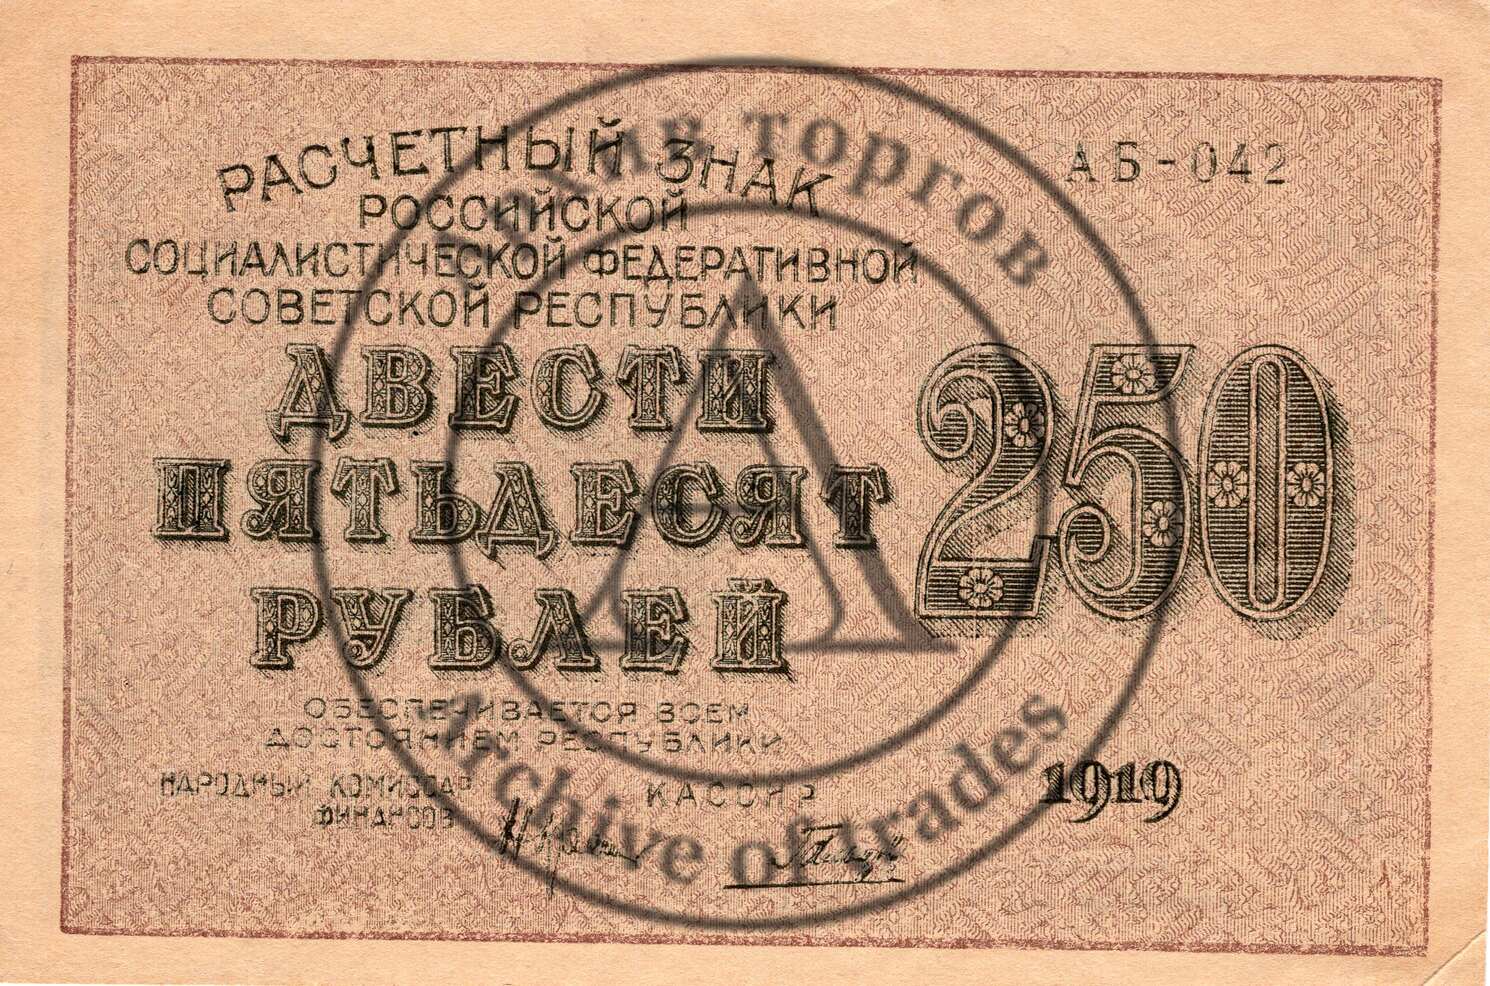 РАСЧЕТНЫЙ ЗНАК
РОССИЙСКОЙ
СОЦИАЛИСТИЧЕСКОЙ ФЕДЕРАТИВНОЙ
СОВЕТСКОЙ РЕСПУБЛИКИ
АБ-042
ДВЕСТИ
ПЯТЬДЕСЯТ
РУБЛЕЙ
250
ОБЕСПЕЧИВАЕТСЯ ВСЕМ
ДОСТОЯНИЕМ РЕСПУБЛИКИ
НАРОДНЫЙ КОМИССАР
ФИНАНСОВ
КАССИР
1919
торгов
А
Archive of trades